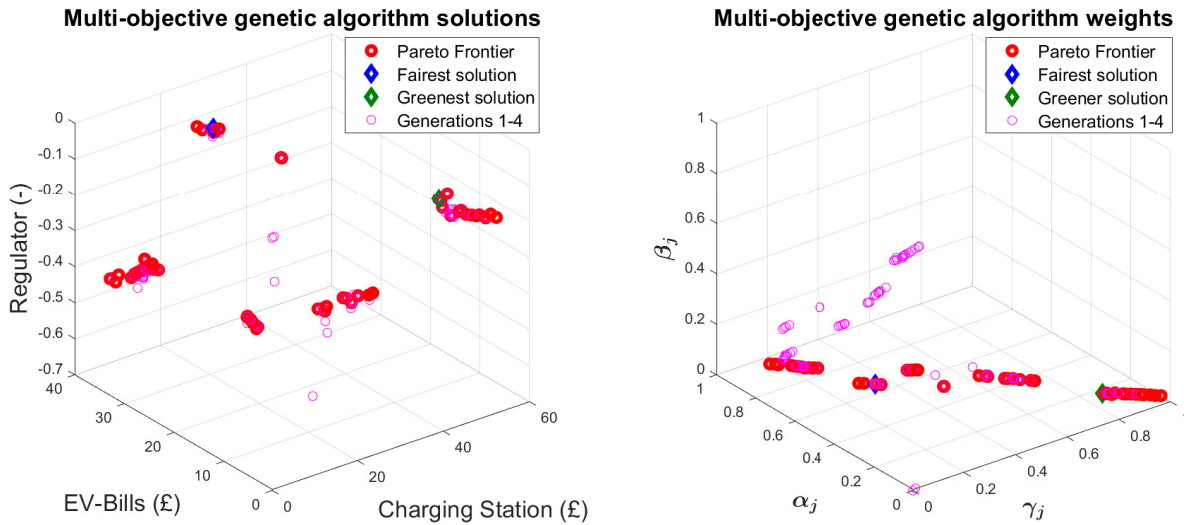 Multi-objective genetic algorithm solutions
Pareto Frontier
Fairest solution
Greenest solution
Generations 1-4
0
-0.1
-0.2
-0.3
-0.4
-0.5
-0.6
-0.7
Regulator (-)
40
30
20
10
0
EV-Bills (£)
0
20
40
60
Charging Station (£)
Multi-objective genetic algorithm weights
Pareto Frontier
Fairest solution
Greener solution
Generations 1-4
1
0.8
0.6
0.4
0.2
0
βj
1
0.8
0.6
0.4
0.2
0
αj
0
0.2
0.4
0.6
0.8
γj